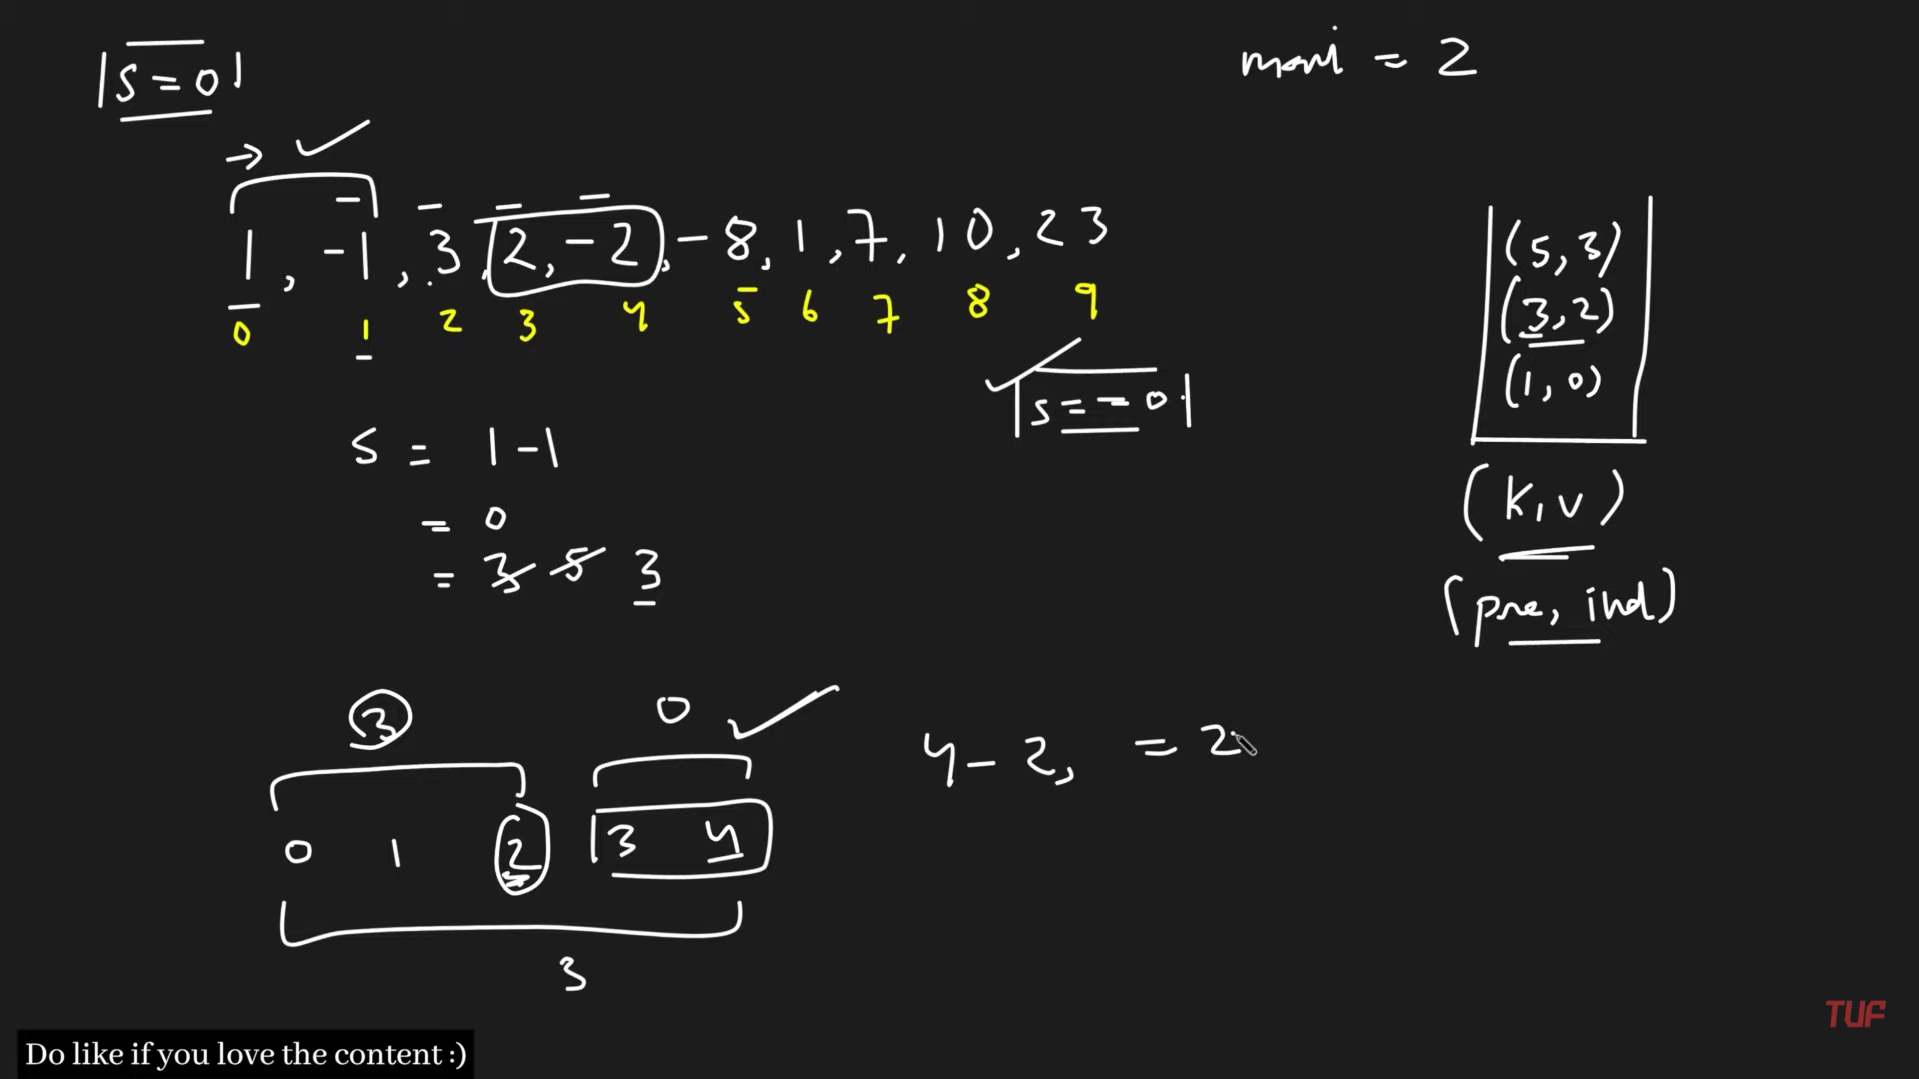 |S = 0|
maxi = 2
→
1, -1, 3, 2, -2, -8, 1, 7, 10, 23
0 1 2 3 4 5 6 7 8 9
(5, 3)
(3, 2)
(1, 0)
|S == 0|
S = 1 - 1
= 0
= 3 5 3
(K, V)
(pre, ind)
3 0
4 - 2, = 2
0 1 2 3 4
3
TUF
Do like if you love the content :)